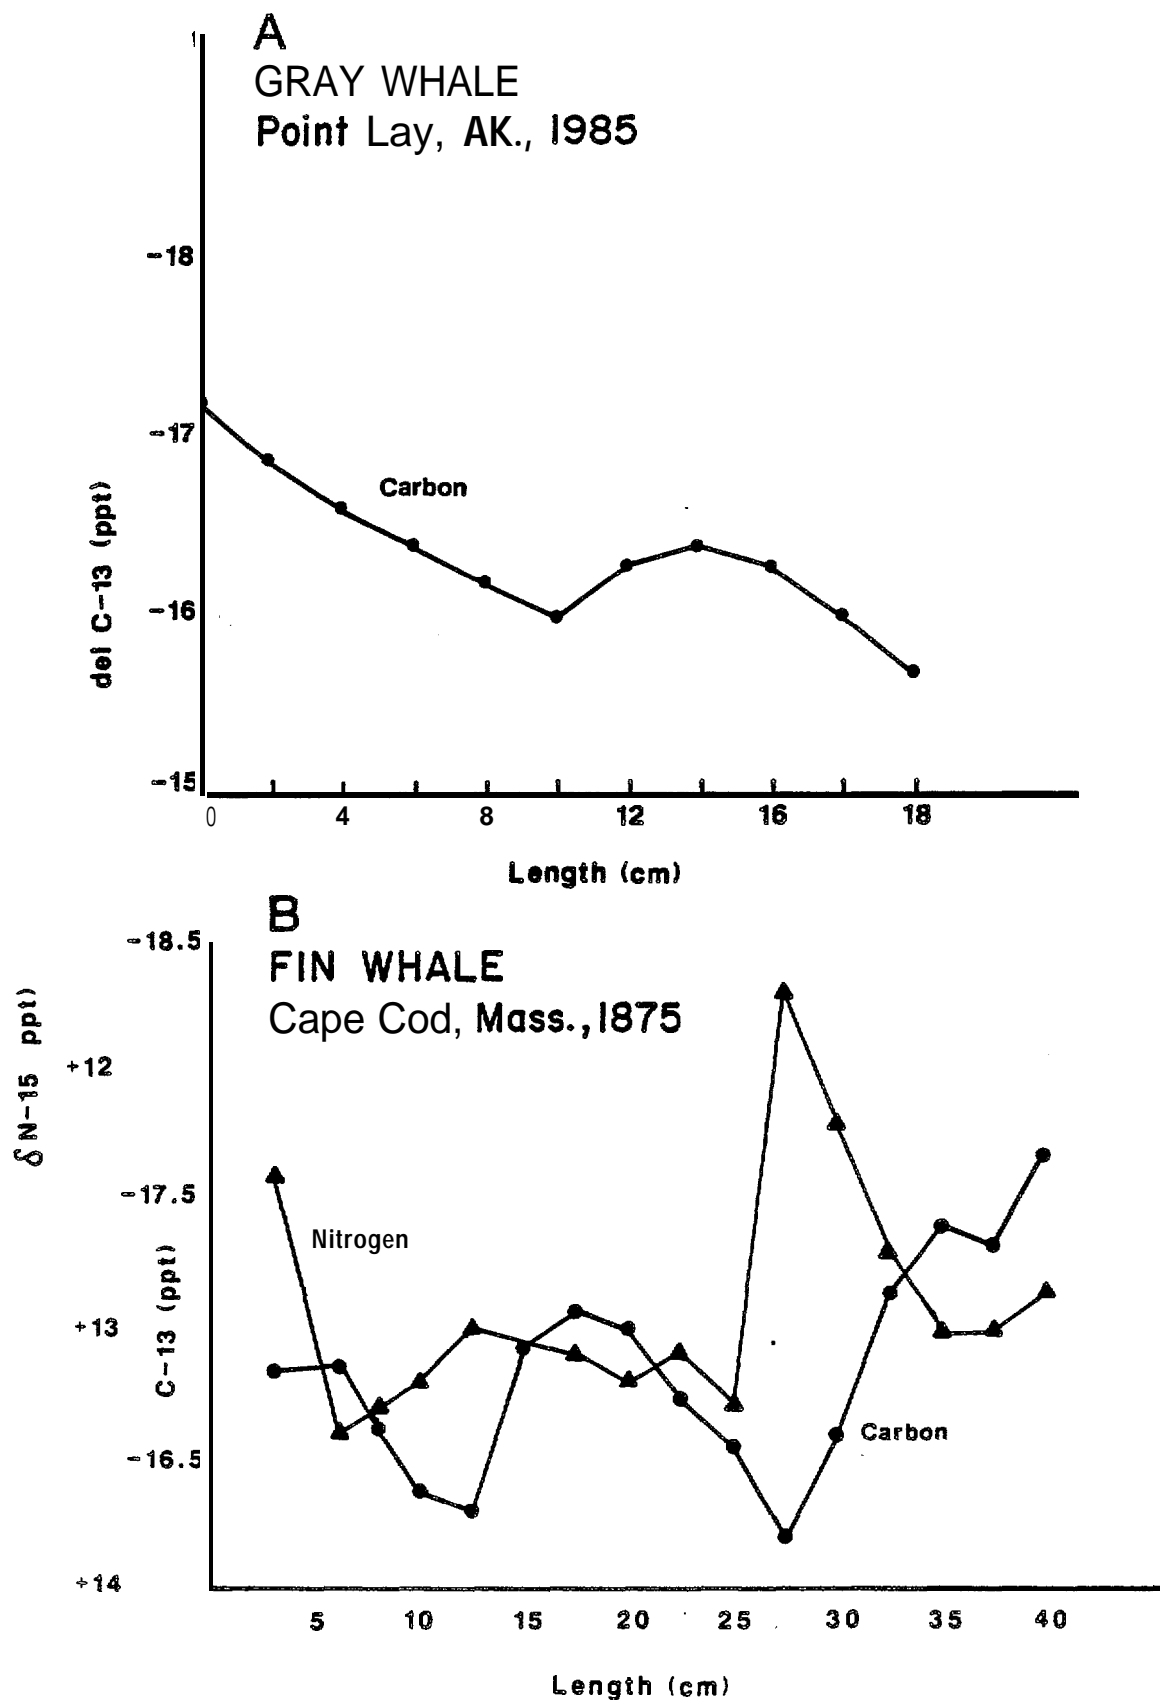 A
GRAY WHALE
Point Lay, AK., 1985
1
-18
-17
-16
-15
del C-13 (ppt)
Carbon
0 4 8 12 16 18
Length (cm)
B
FIN WHALE
Cape Cod, Mass., 1875
-18.5
+12
-17.5
+13
-16.5
+14
δ N-15 ppt)
C-13 (ppt)
Nitrogen
Carbon
5 10 15 20 25 30 35 40
Length (cm)